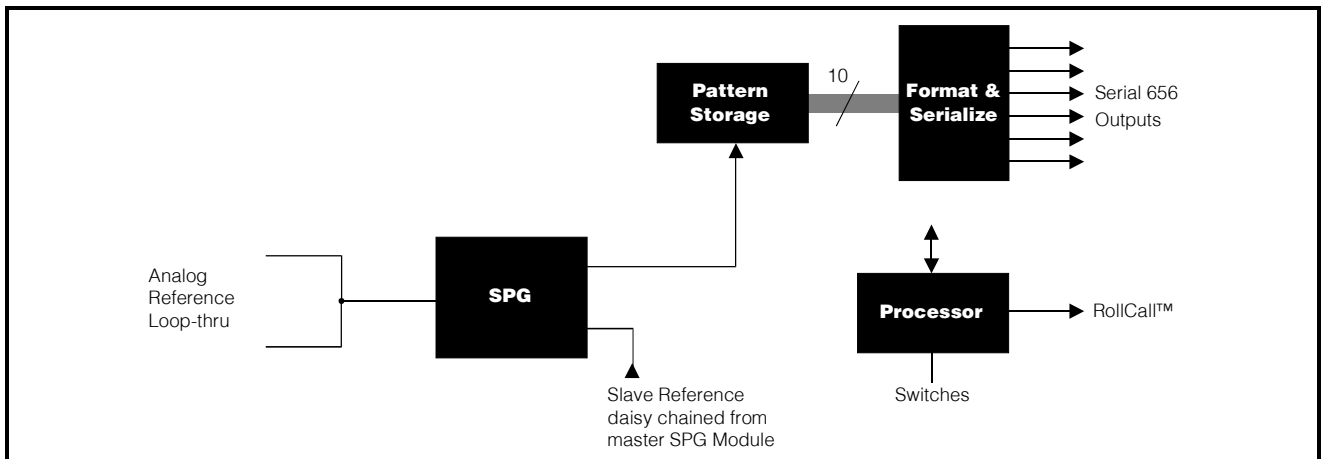 10
Pattern
Storage
Format &
Serialize
Serial 656
Outputs
Analog
Reference
Loop-thru
SPG
Processor
RollCall™
Slave Reference
daisy chained from
master SPG Module
Switches